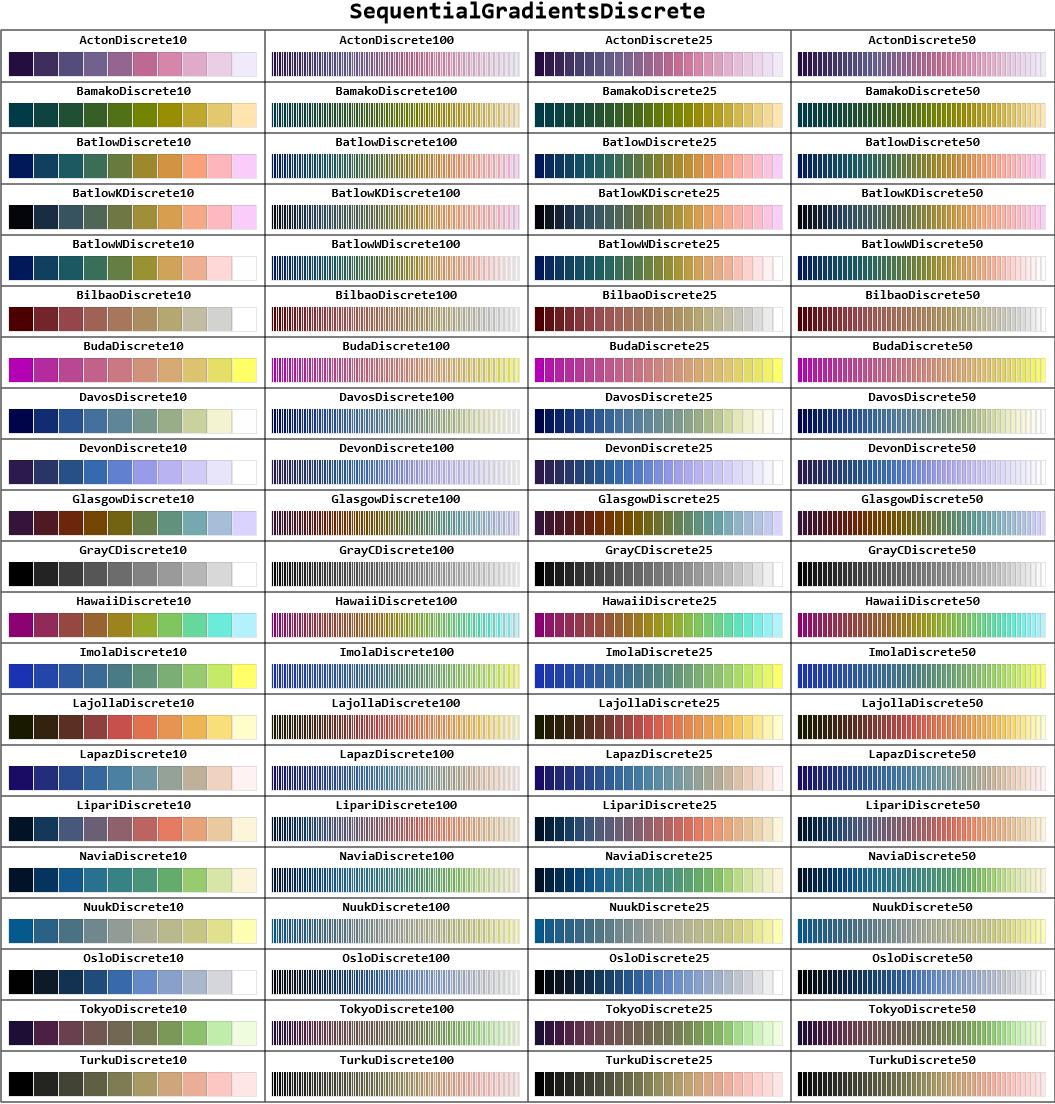 SequentialGradientsDiscrete
ActonDiscrete10 ActonDiscrete100 ActonDiscrete25 ActonDiscrete50
BamakoDiscrete10 BamakoDiscrete100 BamakoDiscrete25 BamakoDiscrete50
BatlowDiscrete10 BatlowDiscrete100 BatlowDiscrete25 BatlowDiscrete50
BatlowKDiscrete10 BatlowKDiscrete100 BatlowKDiscrete25 BatlowKDiscrete50
BatlowWDiscrete10 BatlowWDiscrete100 BatlowWDiscrete25 BatlowWDiscrete50
BilbaoDiscrete10 BilbaoDiscrete100 BilbaoDiscrete25 BilbaoDiscrete50
BudaDiscrete10 BudaDiscrete100 BudaDiscrete25 BudaDiscrete50
DavosDiscrete10 DavosDiscrete100 DavosDiscrete25 DavosDiscrete50
DevonDiscrete10 DevonDiscrete100 DevonDiscrete25 DevonDiscrete50
GlasgowDiscrete10 GlasgowDiscrete100 GlasgowDiscrete25 GlasgowDiscrete50
GrayCDiscrete10 GrayCDiscrete100 GrayCDiscrete25 GrayCDiscrete50
HawaiiDiscrete10 HawaiiDiscrete100 HawaiiDiscrete25 HawaiiDiscrete50
ImolaDiscrete10 ImolaDiscrete100 ImolaDiscrete25 ImolaDiscrete50
LajollaDiscrete10 LajollaDiscrete100 LajollaDiscrete25 LajollaDiscrete50
LapazDiscrete10 LapazDiscrete100 LapazDiscrete25 LapazDiscrete50
LipariDiscrete10 LipariDiscrete100 LipariDiscrete25 LipariDiscrete50
NaviaDiscrete10 NaviaDiscrete100 NaviaDiscrete25 NaviaDiscrete50
NuukDiscrete10 NuukDiscrete100 NuukDiscrete25 NuukDiscrete50
OsloDiscrete10 OsloDiscrete100 OsloDiscrete25 OsloDiscrete50
TokyoDiscrete10 TokyoDiscrete100 TokyoDiscrete25 TokyoDiscrete50
TurkuDiscrete10 TurkuDiscrete100 TurkuDiscrete25 TurkuDiscrete50